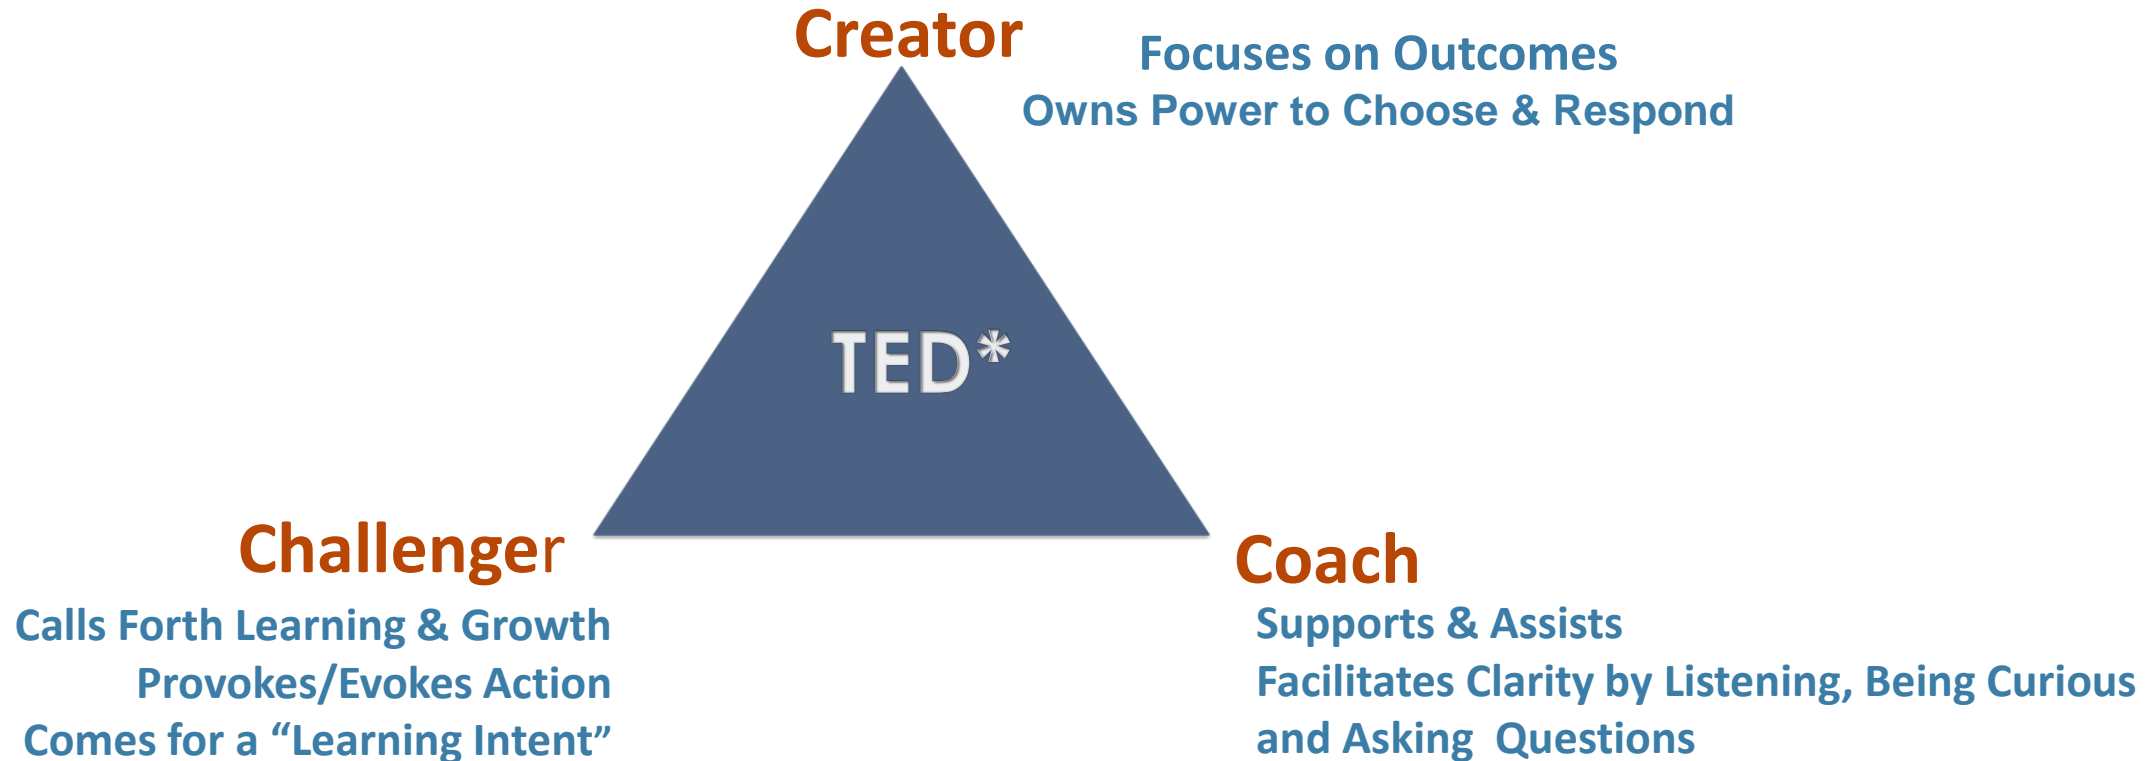 Creator
Focuses on Outcomes
Owns Power to Choose & Respond
TED*
Challenger
Calls Forth Learning & Growth
Provokes/Evokes Action
Comes for a “Learning Intent”
Coach
Supports & Assists
Facilitates Clarity by Listening, Being Curious
and Asking  Questions